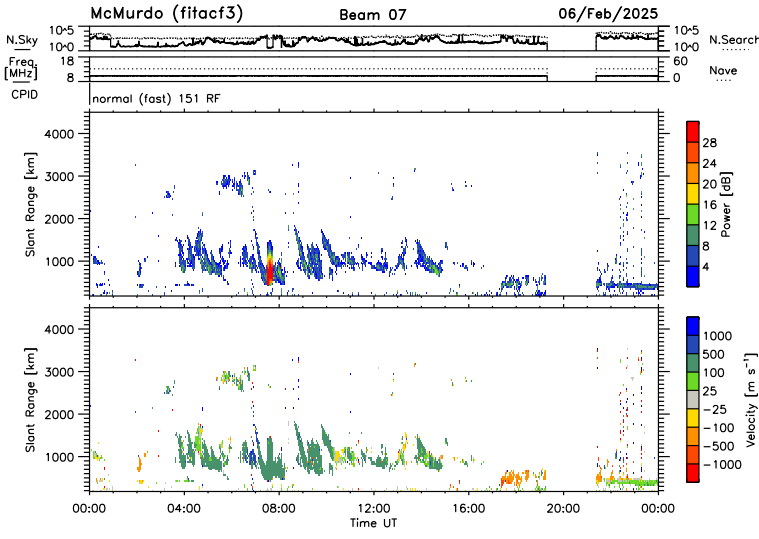 McMurdo (fitacf3) Beam 07 06/Feb/2025
N.Sky 10^5 10^0 10^5 10^0 N.Search
Freq. [MHz] 18 8 60 0 Nave
CPID normal (fast) 151 RF
Slant Range [km] 4000 3000 2000 1000
28 24 20 16 12 8 4 Power [dB]
Slant Range [km] 4000 3000 2000 1000
1000 500 100 25 −25 −100 −500 −1000 Velocity [m s⁻¹]
00:00 04:00 08:00 12:00 16:00 20:00 00:00
Time UT